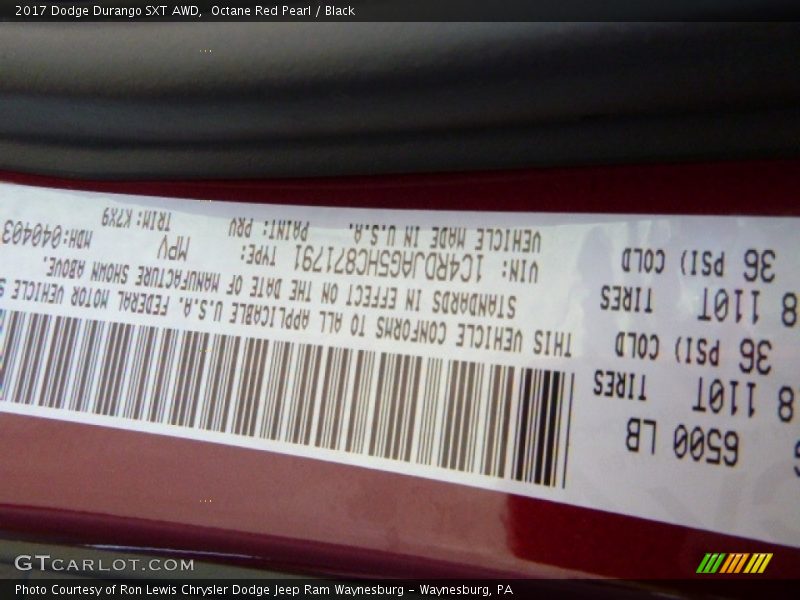 2017 Dodge Durango SXT AWD,  Octane Red Pearl / Black
6500 LB
8 110T TIRES
36 PSI) COLD
8 110T TIRES
36 PSI) COLD
THIS VEHICLE CONFORMS TO ALL APPLICABLE U.S.A. FEDERAL MOTOR VEHICLE S
STANDARDS IN EFFECT ON THE DATE OF MANUFACTURE SHOWN ABOVE.
VIN: 1C4RDJAG5HC871791 TYPE: MPV MDH:040403
VEHICLE MADE IN U.S.A. PAINT: PRV TRIM: K7X9
GTCARLOT.COM
Photo Courtesy of Ron Lewis Chrysler Dodge Jeep Ram Waynesburg – Waynesburg, PA